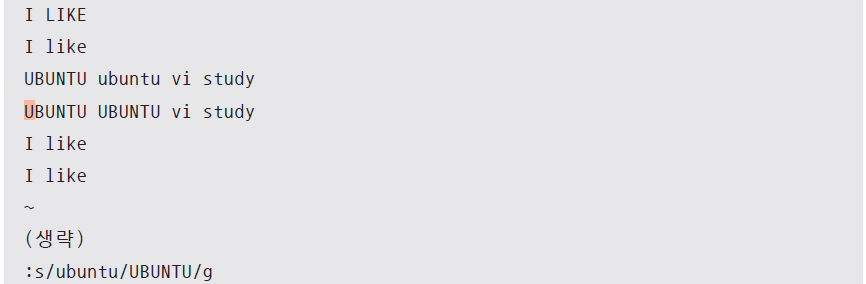 I LIKE
I like
UBUNTU ubuntu vi study
UBUNTU UBUNTU vi study
I like
I like
~
(생략)
:s/ubuntu/UBUNTU/g